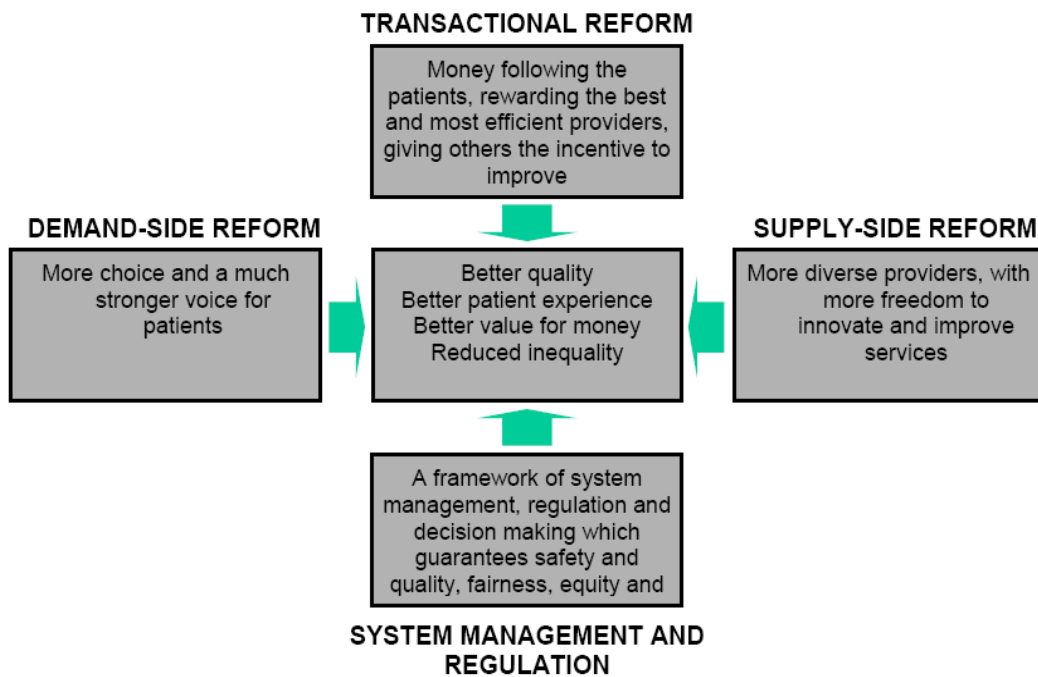 TRANSACTIONAL REFORM
Money following the
patients, rewarding the best
and most efficient providers,
giving others the incentive to
improve
DEMAND-SIDE REFORM
More choice and a much
stronger voice for
patients
Better quality
Better patient experience
Better value for money
Reduced inequality
SUPPLY-SIDE REFORM
More diverse providers, with
more freedom to
innovate and improve
services
A framework of system
management, regulation and
decision making which
guarantees safety and
quality, fairness, equity and
SYSTEM MANAGEMENT AND
REGULATION